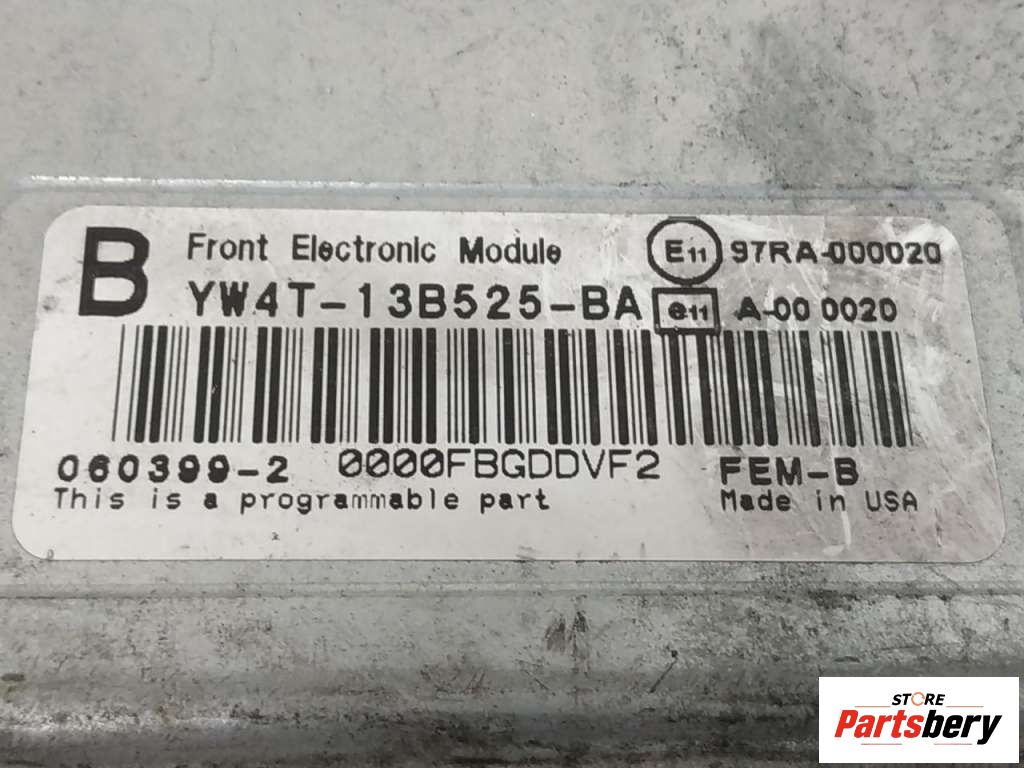 B
Front Electronic Module
E11 97RA-000020
YW4T-13B525-BA e11 A-00 0020
060399-2 0000FBGDDVF2 FEM-B
This is a programmable part Made in USA
STORE
Partsbery